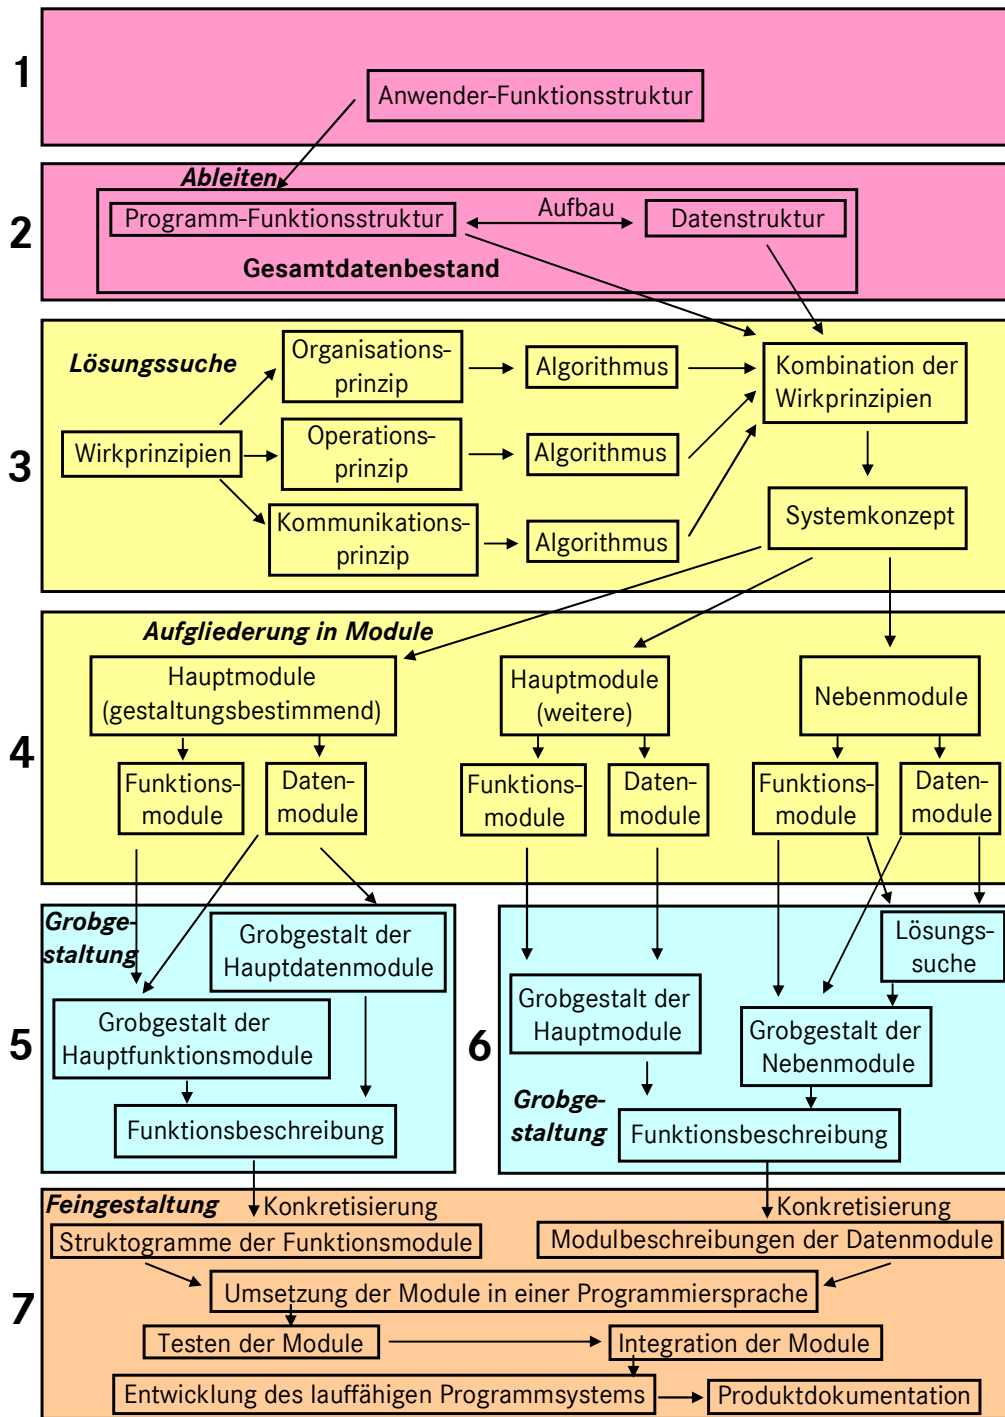 1
Anwender-Funktionsstruktur
2
Ableiten
Programm-Funktionsstruktur
Aufbau
Datenstruktur
Gesamtdatenbestand
3
Lösungssuche
Organisations-
prinzip
Algorithmus
Kombination der
Wirkprinzipien
Wirkprinzipien
Operations-
prinzip
Algorithmus
Kommunikations-
prinzip
Algorithmus
Systemkonzept
4
Aufgliederung in Module
Hauptmodule
(gestaltungsbestimmend)
Hauptmodule
(weitere)
Nebenmodule
Funktions-
module
Daten-
module
Funktions-
module
Daten-
module
Funktions-
module
Daten-
module
5
Grobge-
staltung
Grobgestalt der
Hauptdatenmodule
Grobgestalt der
Hauptfunktionsmodule
Funktionsbeschreibung
6
Lösungs-
suche
Grobgestalt der
Hauptmodule
Grobgestalt der
Nebenmodule
Grobge-
staltung
Funktionsbeschreibung
7
Feingestaltung
Konkretisierung
Konkretisierung
Struktogramme der Funktionsmodule
Modulbeschreibungen der Datenmodule
Umsetzung der Module in einer Programmiersprache
Testen der Module
Integration der Module
Entwicklung des lauffähigen Programmsystems
Produktdokumentation